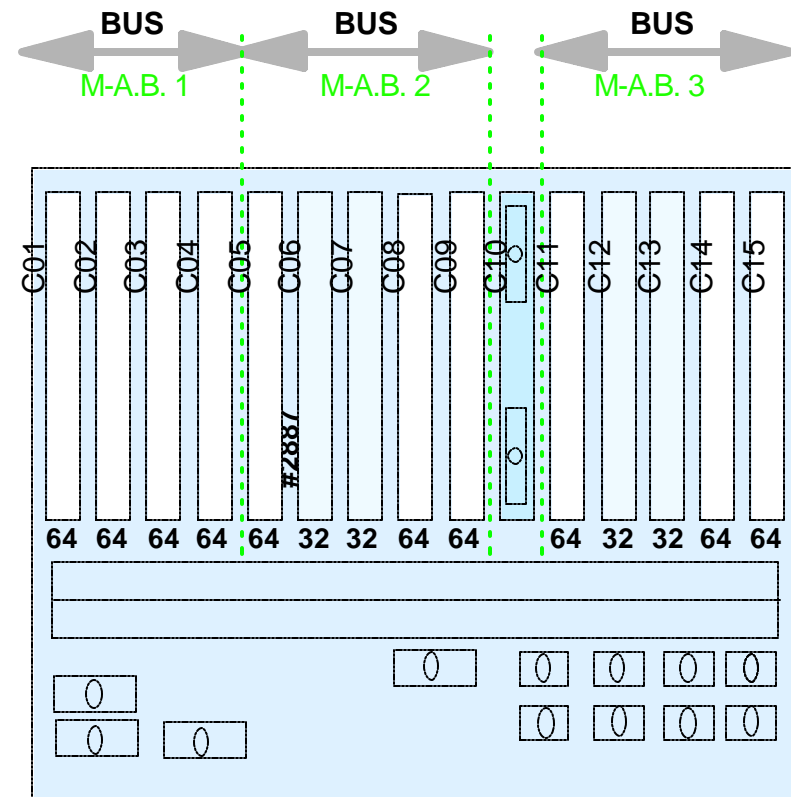 BUS BUS BUS
M-A.B. 1 M-A.B. 2 M-A.B. 3
C01 C02 C03 C04 C05 C06 C07 C08 C09 C10 C11 C12 C13 C14 C15
#2887
64 64 64 64 64 32 32 64 64 64 32 32 64 64